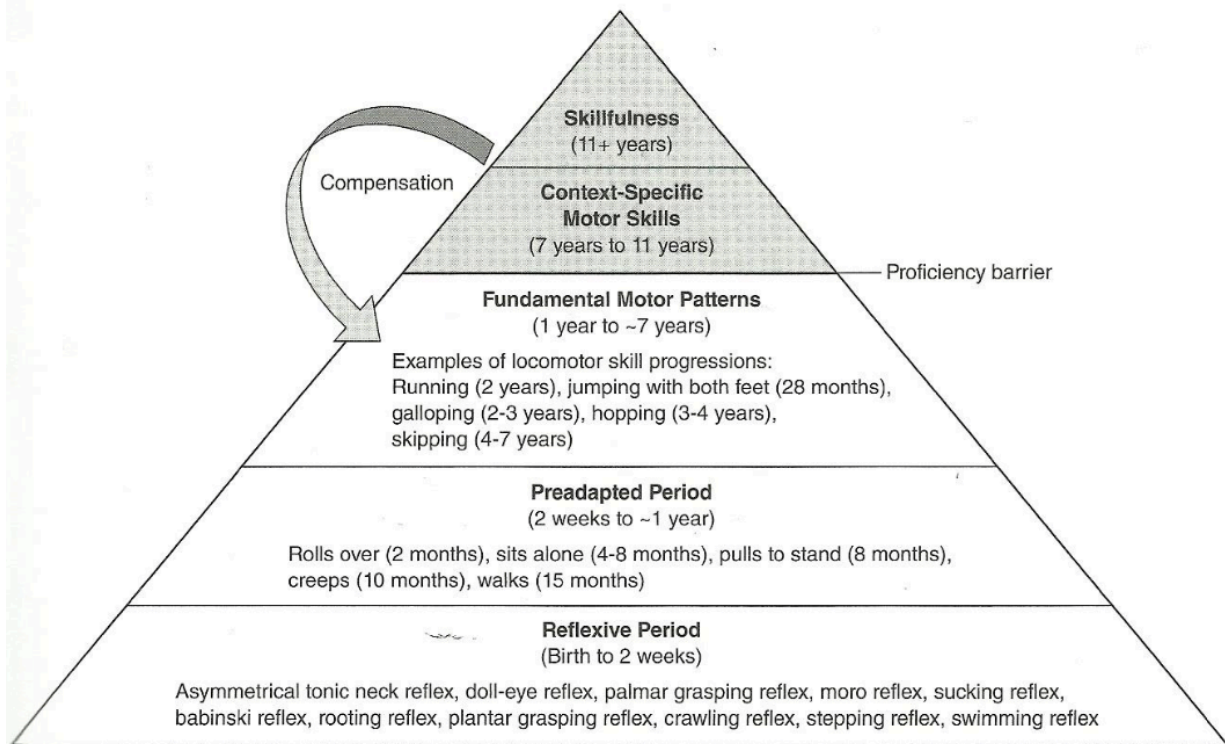 Skillfulness
(11+ years)
Compensation
Context-Specific
Motor Skills
(7 years to 11 years)
Proficiency barrier
Fundamental Motor Patterns
(1 year to ~7 years)
Examples of locomotor skill progressions:
Running (2 years), jumping with both feet (28 months),
galloping (2-3 years), hopping (3-4 years),
skipping (4-7 years)
Preadapted Period
(2 weeks to ~1 year)
Rolls over (2 months), sits alone (4-8 months), pulls to stand (8 months),
creeps (10 months), walks (15 months)
Reflexive Period
(Birth to 2 weeks)
Asymmetrical tonic neck reflex, doll-eye reflex, palmar grasping reflex, moro reflex, sucking reflex,
babinski reflex, rooting reflex, plantar grasping reflex, crawling reflex, stepping reflex, swimming reflex